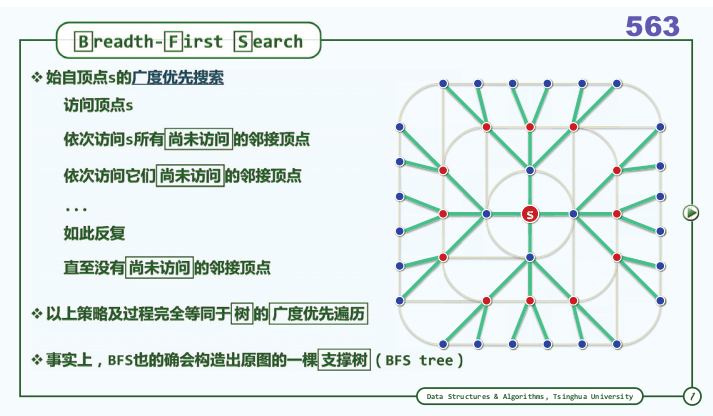 563
Breadth-First Search
❖ 始自顶点s的广度优先搜索
访问顶点s
依次访问s所有尚未访问的邻接顶点
依次访问它们尚未访问的邻接顶点
...
如此反复
直至没有尚未访问的邻接顶点
❖ 以上策略及过程完全等同于树的广度优先遍历
❖ 事实上，BFS也的确会构造出原图的一棵支撑树（BFS tree）
s
Data Structures & Algorithms, Tsinghua University
/